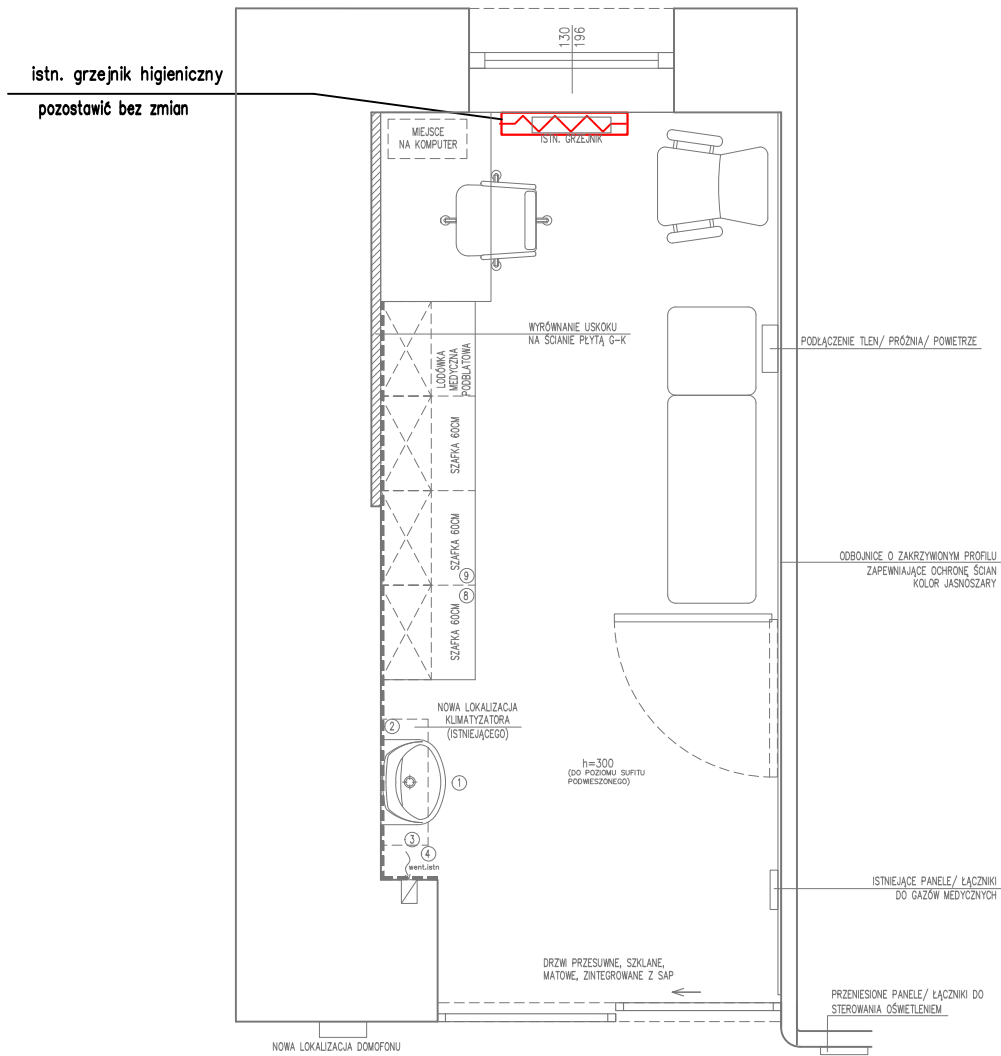 130
196
istn. grzejnik higieniczny
pozostawić bez zmian
MIEJSCE
NA KOMPUTER
ISTN. GRZEJNIK
WYRÓWNANIE USKOKU
NA ŚCIANIE PŁYTĄ G-K
PODŁĄCZENIE TLEN/ PRÓŻNIA/ POWIETRZE
LODÓWKA
MEDYCZNA
PODBLATOWA
SZAFKA 60CM
SZAFKA 60CM
9
8
SZAFKA 60CM
ODBOJNICE O ZAKRZYWIONYM PROFILU
ZAPEWNIAJĄCE OCHRONĘ ŚCIAN
KOLOR JASNOSZARY
NOWA LOKALIZACJA
KLIMATYZATORA
(ISTNIEJĄCEGO)
2
1
h=300
(DO POZIOMU SUFITU
PODWIESZONEGO)
3
4
went.istn
ISTNIEJĄCE PANELE/ ŁĄCZNIKI
DO GAZÓW MEDYCZNYCH
DRZWI PRZESUWNE, SZKLANE,
MATOWE, ZINTEGROWANE Z SAP
PRZENIESIONE PANELE/ ŁĄCZNIKI DO
STEROWANIA OŚWIETLENIEM
NOWA LOKALIZACJA DOMOFONU